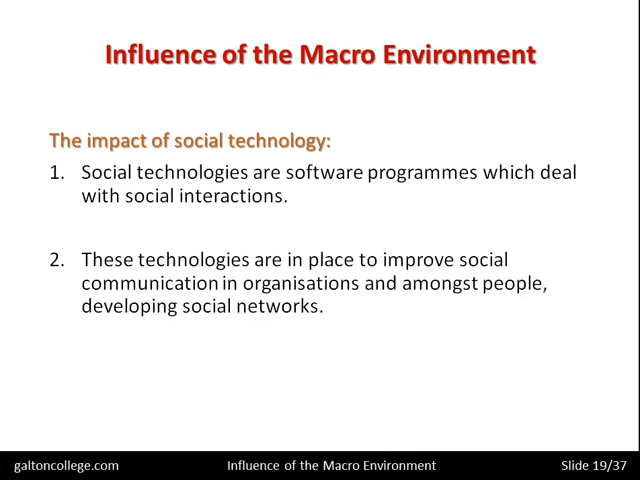 Influence of the Macro Environment
The impact of social technology:
1. Social technologies are software programmes which deal
with social interactions.
2. These technologies are in place to improve social
communication in organisations and amongst people,
developing social networks.
galtoncollege.com Influence of the Macro Environment Slide 19/37